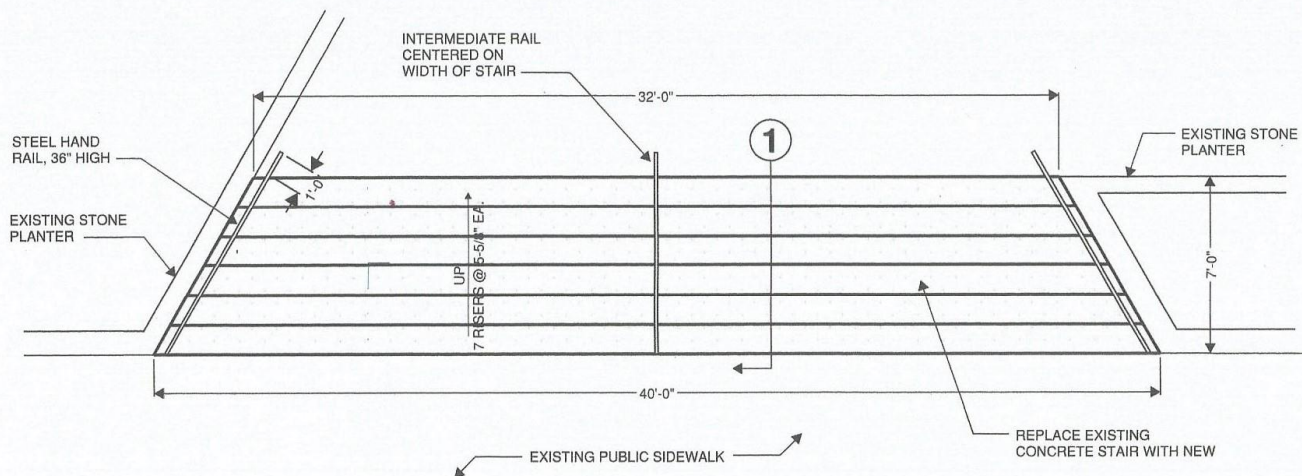 INTERMEDIATE RAIL
CENTERED ON
WIDTH OF STAIR
32'-0"
1
STEEL HAND
RAIL, 36" HIGH
1'-0"
EXISTING STONE
PLANTER
EXISTING STONE
PLANTER
UP
7 RISERS @ 5-5/8" EA.
7'-0"
40'-0"
EXISTING PUBLIC SIDEWALK
REPLACE EXISTING
CONCRETE STAIR WITH NEW